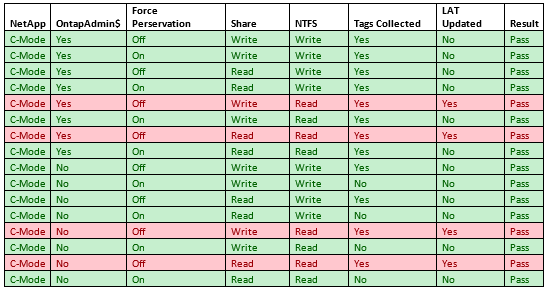 NetApp OntapAdmin$ Force Perservation Share NTFS Tags Collected LAT Updated Result
C-Mode Yes Off Write Write Yes No Pass
C-Mode Yes On Write Write Yes No Pass
C-Mode Yes Off Read Write Yes No Pass
C-Mode Yes On Read Write Yes No Pass
C-Mode Yes Off Write Read Yes Yes Pass
C-Mode Yes On Write Read Yes No Pass
C-Mode Yes Off Read Read Yes Yes Pass
C-Mode Yes On Read Read Yes No Pass
C-Mode No Off Write Write Yes No Pass
C-Mode No On Write Write No No Pass
C-Mode No Off Read Write Yes No Pass
C-Mode No On Read Write No No Pass
C-Mode No Off Write Read Yes Yes Pass
C-Mode No On Write Read No No Pass
C-Mode No Off Read Read Yes Yes Pass
C-Mode No On Read Read No No Pass